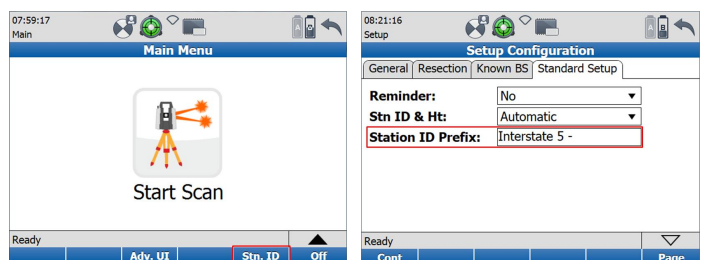 07:59:17
Main
Main Menu
Start Scan
Ready
Adv. UI Stn. ID Off
08:21:16
Setup
Setup Configuration
General Resection Known BS Standard Setup
Reminder: No
Stn ID & Ht: Automatic
Station ID Prefix: Interstate 5 -
Ready
Cont Page